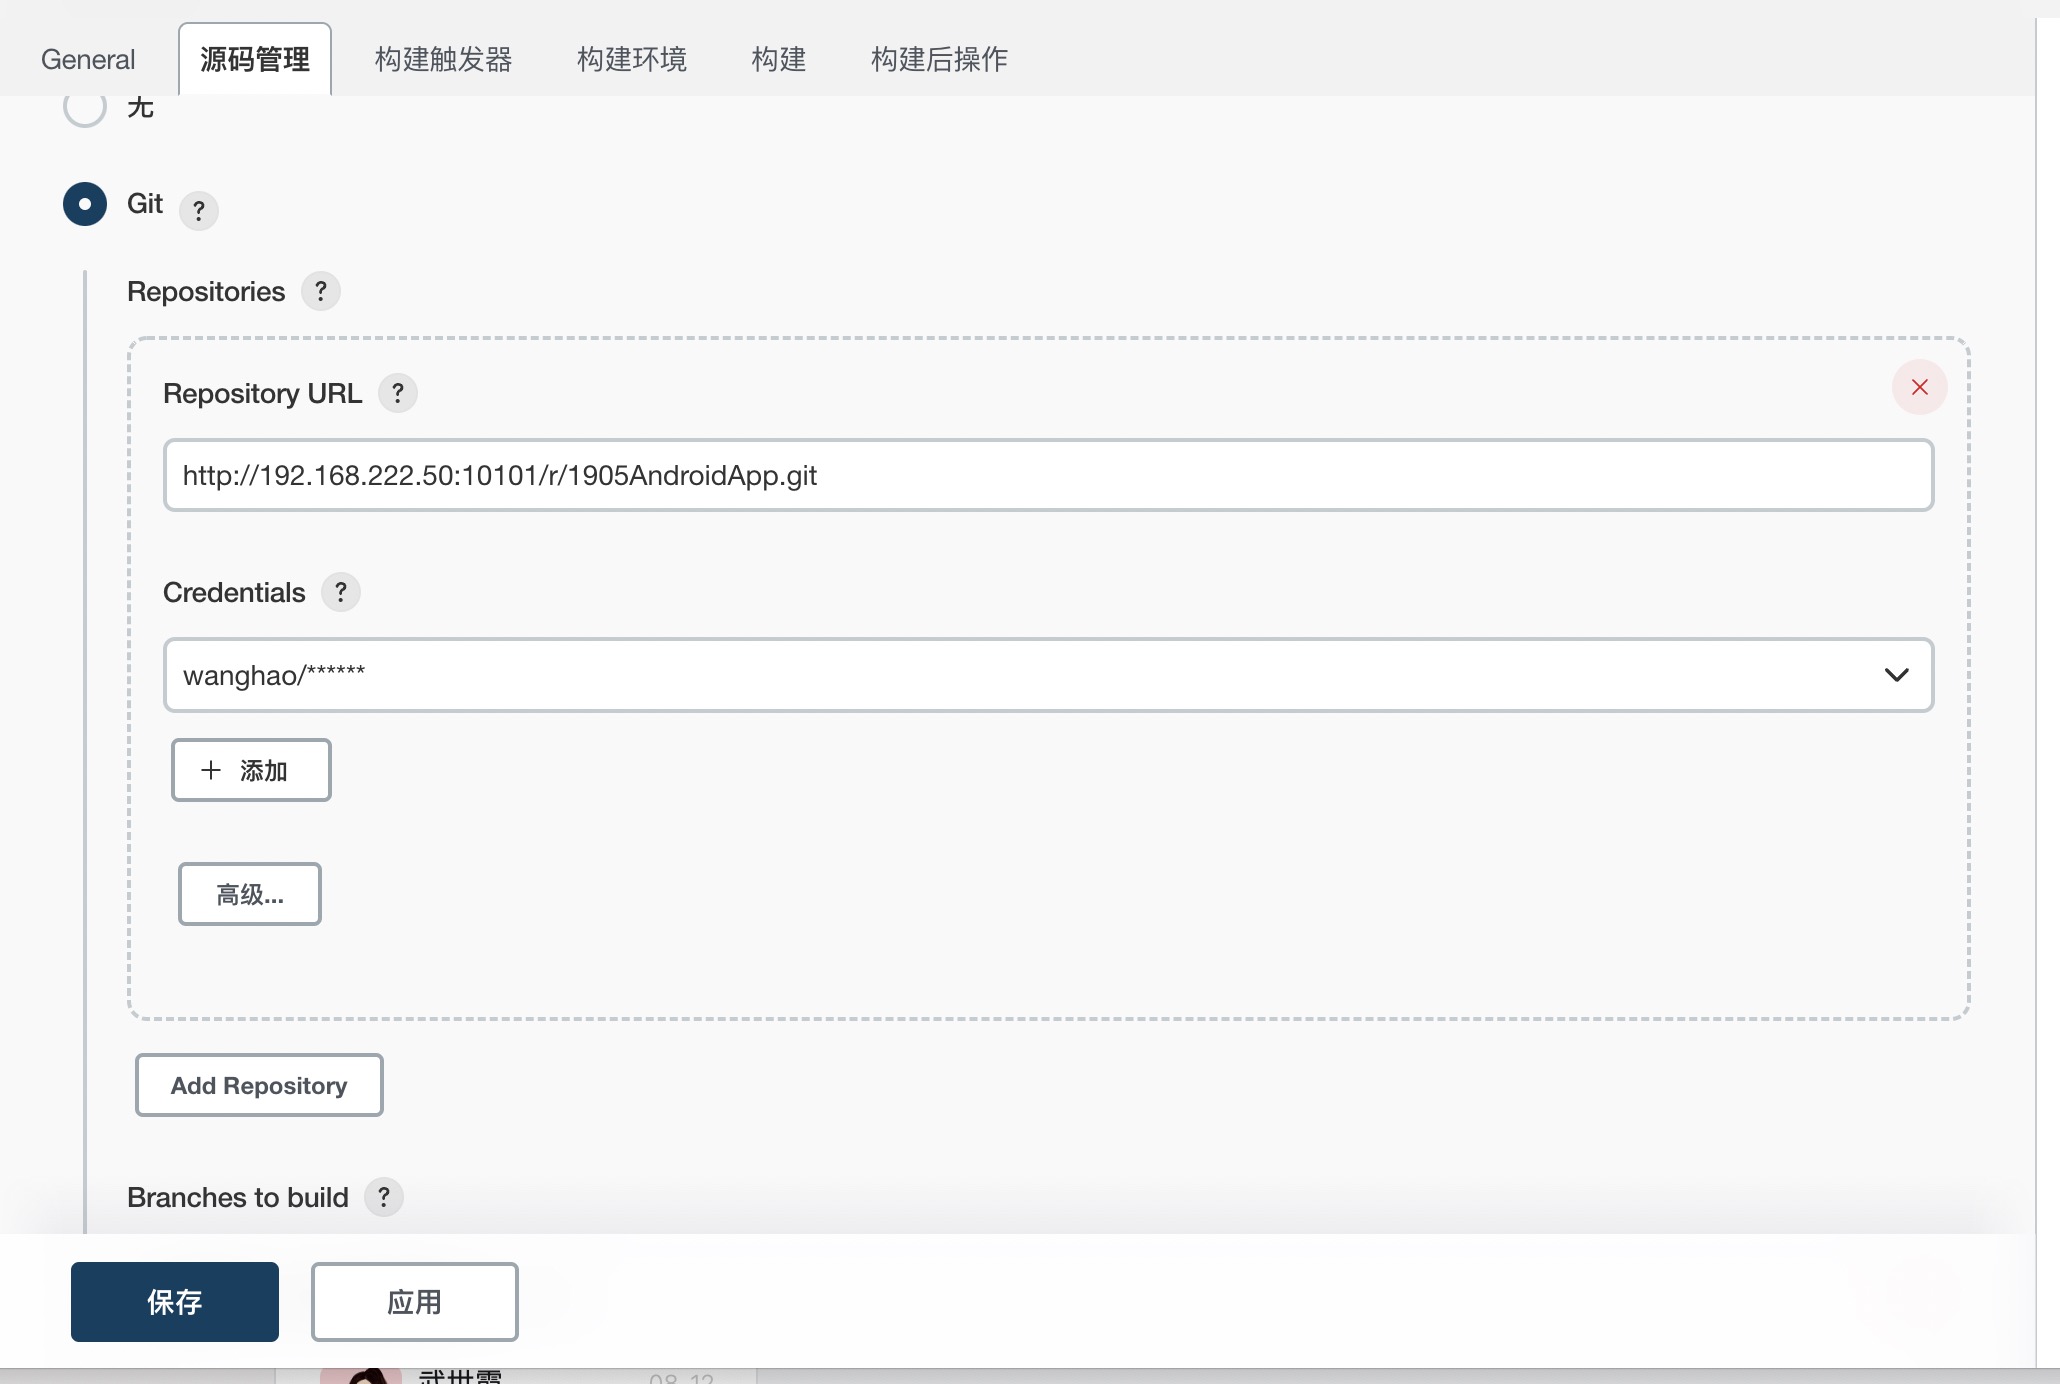 General 源码管理 构建触发器 构建环境 构建 构建后操作
无
Git ?
Repositories ?
Repository URL ?
http://192.168.222.50:10101/r/1905AndroidApp.git
Credentials ?
wanghao/******
添加
高级...
Add Repository
Branches to build ?
保存 应用